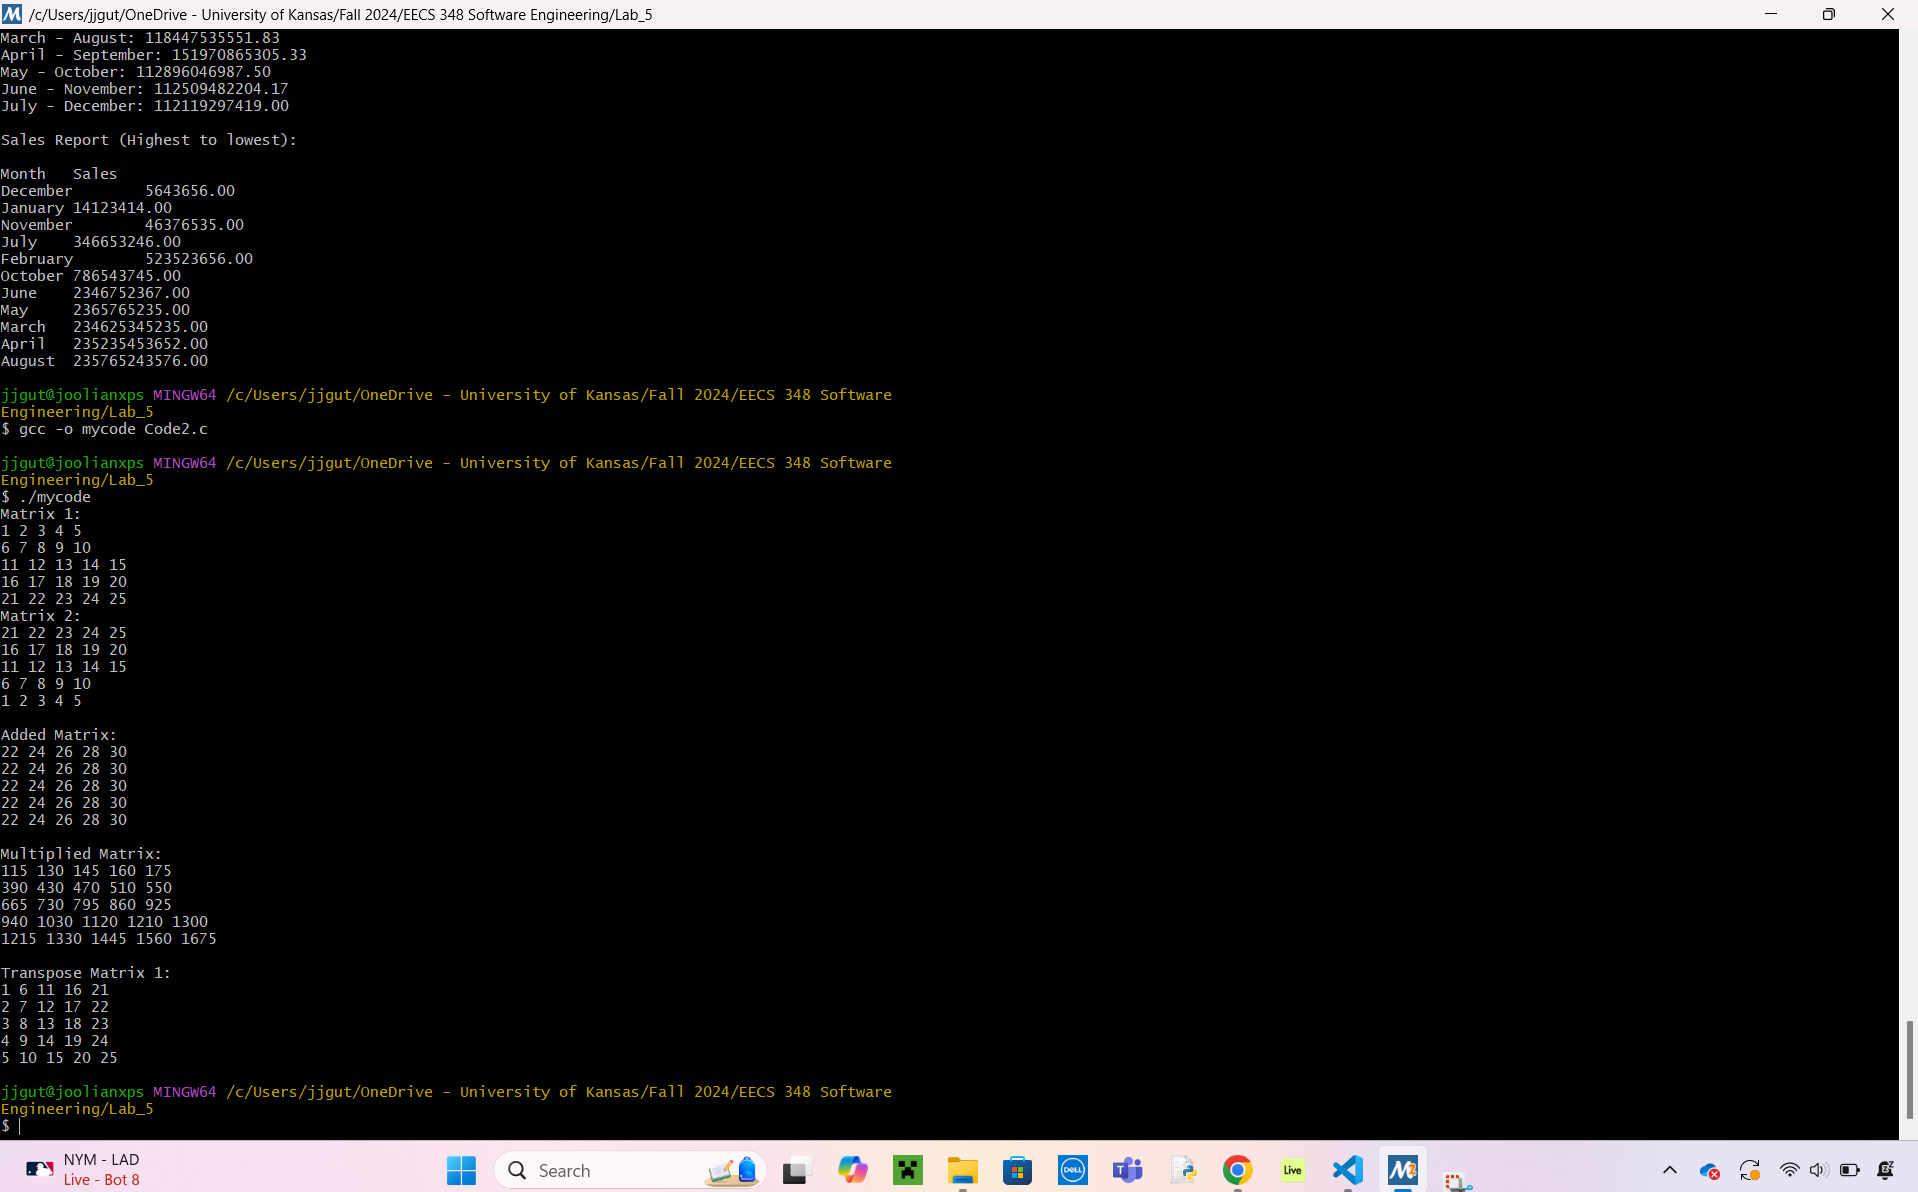 /c/Users/jjgut/OneDrive - University of Kansas/Fall 2024/EECS 348 Software Engineering/Lab_5
March - August: 118447535551.83
April - September: 151970865305.33
May - October: 112896046987.50
June - November: 112509482204.17
July - December: 112119297419.00
Sales Report (Highest to lowest):
Month Sales
December 5643656.00
January 14123414.00
November 46376535.00
July 346653246.00
February 523523656.00
October 786543745.00
June 2346752367.00
May 2365765235.00
March 234625345235.00
April 235235453652.00
August 235765243576.00
jjgut@joolianxps MINGW64 /c/Users/jjgut/OneDrive - University of Kansas/Fall 2024/EECS 348 Software
Engineering/Lab_5
$ gcc -o mycode Code2.c
jjgut@joolianxps MINGW64 /c/Users/jjgut/OneDrive - University of Kansas/Fall 2024/EECS 348 Software
Engineering/Lab_5
$ ./mycode
Matrix 1:
1 2 3 4 5
6 7 8 9 10
11 12 13 14 15
16 17 18 19 20
21 22 23 24 25
Matrix 2:
21 22 23 24 25
16 17 18 19 20
11 12 13 14 15
6 7 8 9 10
1 2 3 4 5
Added Matrix:
22 24 26 28 30
22 24 26 28 30
22 24 26 28 30
22 24 26 28 30
22 24 26 28 30
Multiplied Matrix:
115 130 145 160 175
390 430 470 510 550
665 730 795 860 925
940 1030 1120 1210 1300
1215 1330 1445 1560 1675
Transpose Matrix 1:
1 6 11 16 21
2 7 12 17 22
3 8 13 18 23
4 9 14 19 24
5 10 15 20 25
jjgut@joolianxps MINGW64 /c/Users/jjgut/OneDrive - University of Kansas/Fall 2024/EECS 348 Software
Engineering/Lab_5
$
NYM - LAD
Live - Bot 8
Search
DELL
Live